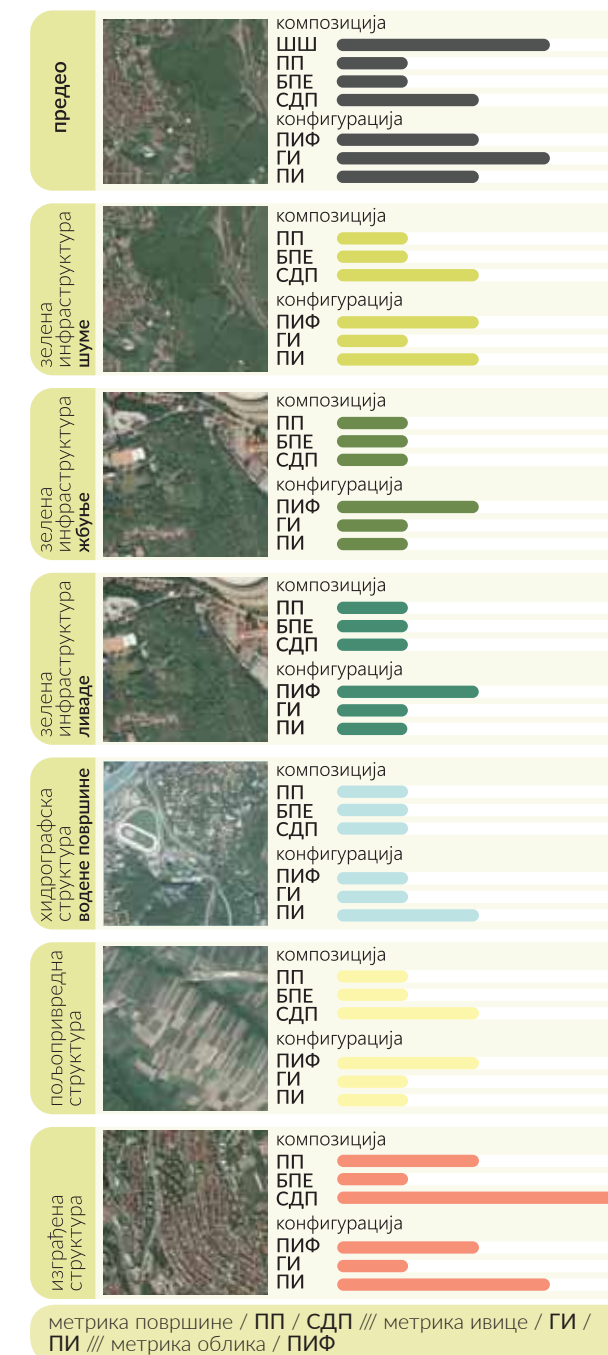 предео
композиција
ШШ
ПП
БПЕ
СДП
конфигурација
ПИФ
ГИ
ПИ
зелена
инфраструктура
шуме
композиција
ПП
БПЕ
СДП
конфигурација
ПИФ
ГИ
ПИ
зелена
инфраструктура
жбуње
композиција
ПП
БПЕ
СДП
конфигурација
ПИФ
ГИ
ПИ
зелена
инфраструктура
ливаде
композиција
ПП
БПЕ
СДП
конфигурација
ПИФ
ГИ
ПИ
хидрографска
структура
водене површине
композиција
ПП
БПЕ
СДП
конфигурација
ПИФ
ГИ
ПИ
пољопривредна
структура
композиција
ПП
БПЕ
СДП
конфигурација
ПИФ
ГИ
ПИ
изграђена
структура
композиција
ПП
БПЕ
СДП
конфигурација
ПИФ
ГИ
ПИ
метрика површине / ПП / СДП /// метрика ивице / ГИ /
ПИ /// метрика облика / ПИФ